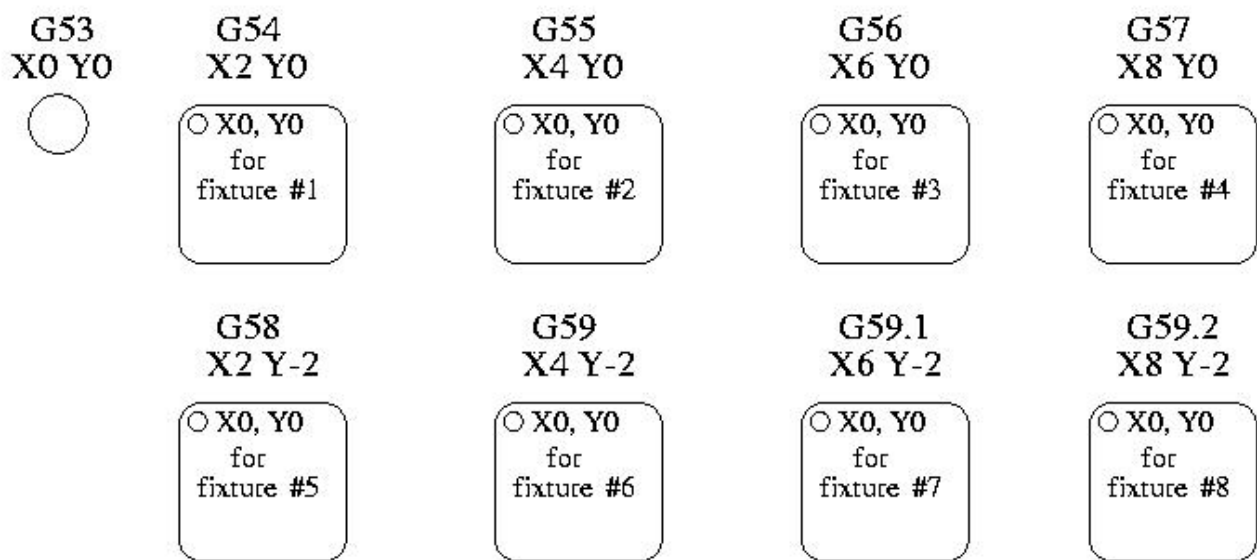 G53
X0 Y0
G54
X2 Y0
X0, Y0
for
fixture #1
G55
X4 Y0
X0, Y0
for
fixture #2
G56
X6 Y0
X0, Y0
for
fixture #3
G57
X8 Y0
X0, Y0
for
fixture #4
G58
X2 Y-2
X0, Y0
for
fixture #5
G59
X4 Y-2
X0, Y0
for
fixture #6
G59.1
X6 Y-2
X0, Y0
for
fixture #7
G59.2
X8 Y-2
X0, Y0
for
fixture #8